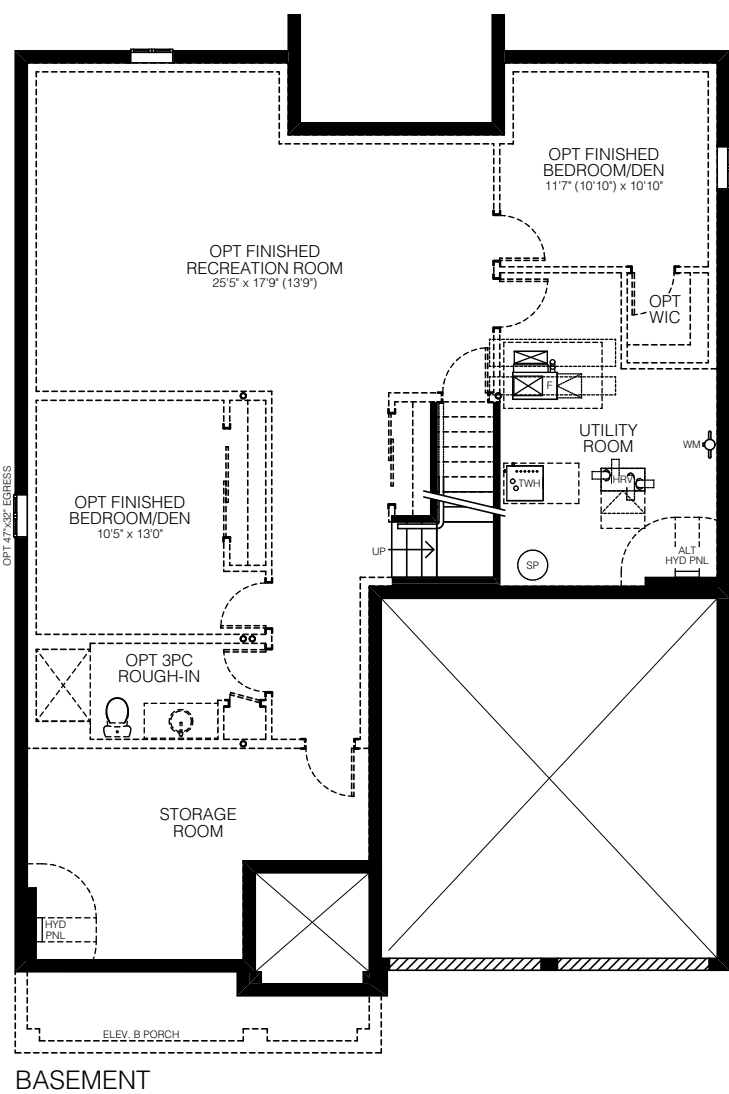 OPT FINISHED
BEDROOM/DEN
11'7" (10'10") x 10'10"
OPT FINISHED
RECREATION ROOM
25'5" x 17'9" (13'9")
OPT
WIC
F
UTILITY
ROOM
WM
TWH
HRV
OPT 47"x32" EGRESS
OPT FINISHED
BEDROOM/DEN
10'5" x 13'0"
UP
SP
ALT
HYD PNL
OPT 3PC
ROUGH-IN
STORAGE
ROOM
HYD
PNL
ELEV. B PORCH
BASEMENT